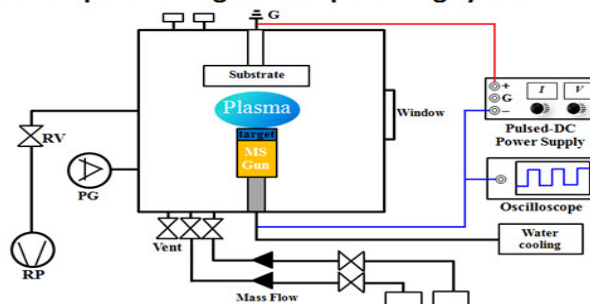 G
Substrate
Plasma
target
MS
Gun
Window
+
G
−
I
V
Pulsed-DC
Power Supply
Oscilloscope
Water
cooling
RV
PG
RP
Vent
Mass Flow